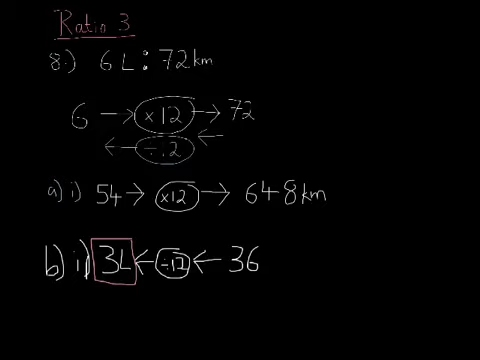 Ratio 3
8.) 6 L : 72 km
6 → ×12 → 72
← ÷12 ←
a) i) 54 → ×12 → 648 km
b) i) 3L ← ÷12 ← 36